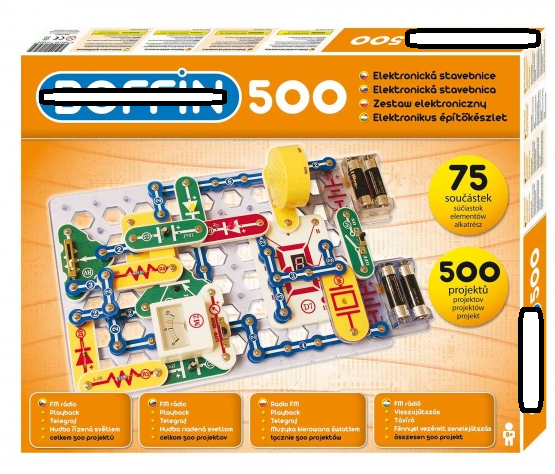 500
500
Elektronická stavebnice
Elektronická stavebnica
Zestaw elektroniczny
Elektronikus építőkészlet
75
součástek
súčiastok
elementów
alkatrész
500
projektů
projektov
projektów
projekt
500
D7
FM rádio
Playback
Telegraf
Hudba řízená světlem
celkem 500 projektů
FM rádio
Playback
Telegraf
Hudba riadená svetlom
celkom 500 projektov
Radio FM
Playback
Telegraf
Muzyka kierowana światłem
łącznie 500 projektów
FM rádió
Visszajátszás
Távíró
Fénnyel vezérelt zenelejátszás
összesen 500 projekt
8+